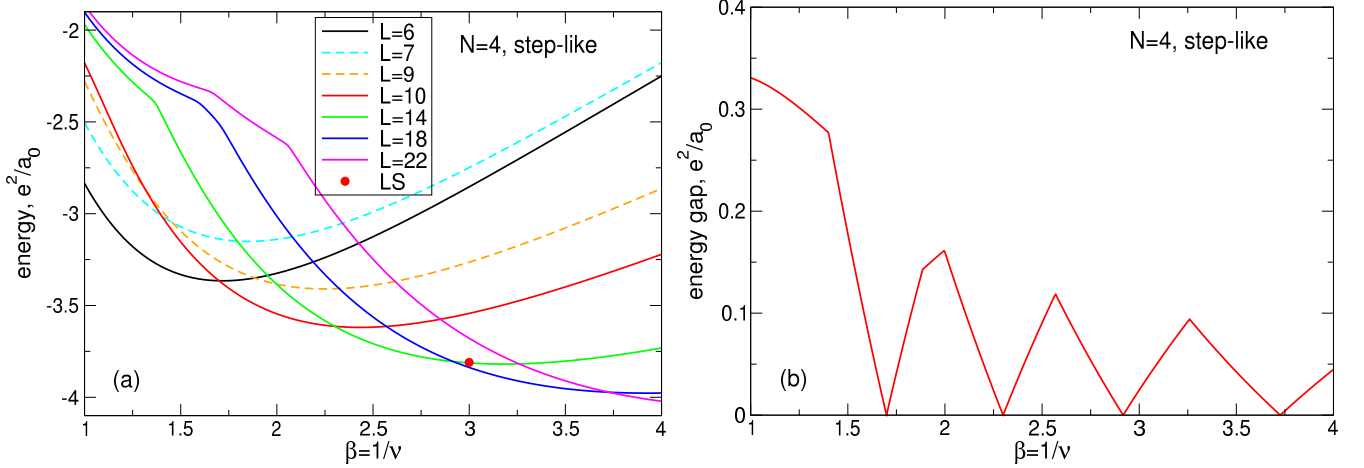 -2
-2.5
-3
-3.5
-4
energy, e²/a₀
L=6
L=7
L=9
L=10
L=14
L=18
L=22
LS
N=4, step-like
(a)
1 1.5 2 2.5 3 3.5 4
β=1/ν
0.4
0.3
0.2
0.1
0
energy gap, e²/a₀
N=4, step-like
(b)
1 1.5 2 2.5 3 3.5 4
β=1/ν